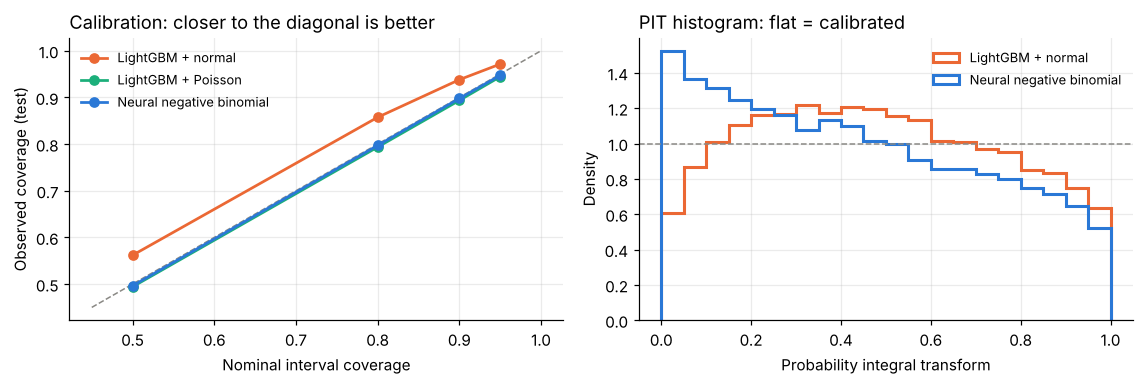 Calibration: closer to the diagonal is better
1.0
0.9
0.8
0.7
0.6
0.5
Observed coverage (test)
LightGBM + normal
LightGBM + Poisson
Neural negative binomial
0.5
0.6
0.7
0.8
0.9
1.0
Nominal interval coverage
PIT histogram: flat = calibrated
1.4
1.2
1.0
0.8
0.6
0.4
0.2
0.0
Density
LightGBM + normal
Neural negative binomial
0.0
0.2
0.4
0.6
0.8
1.0
Probability integral transform